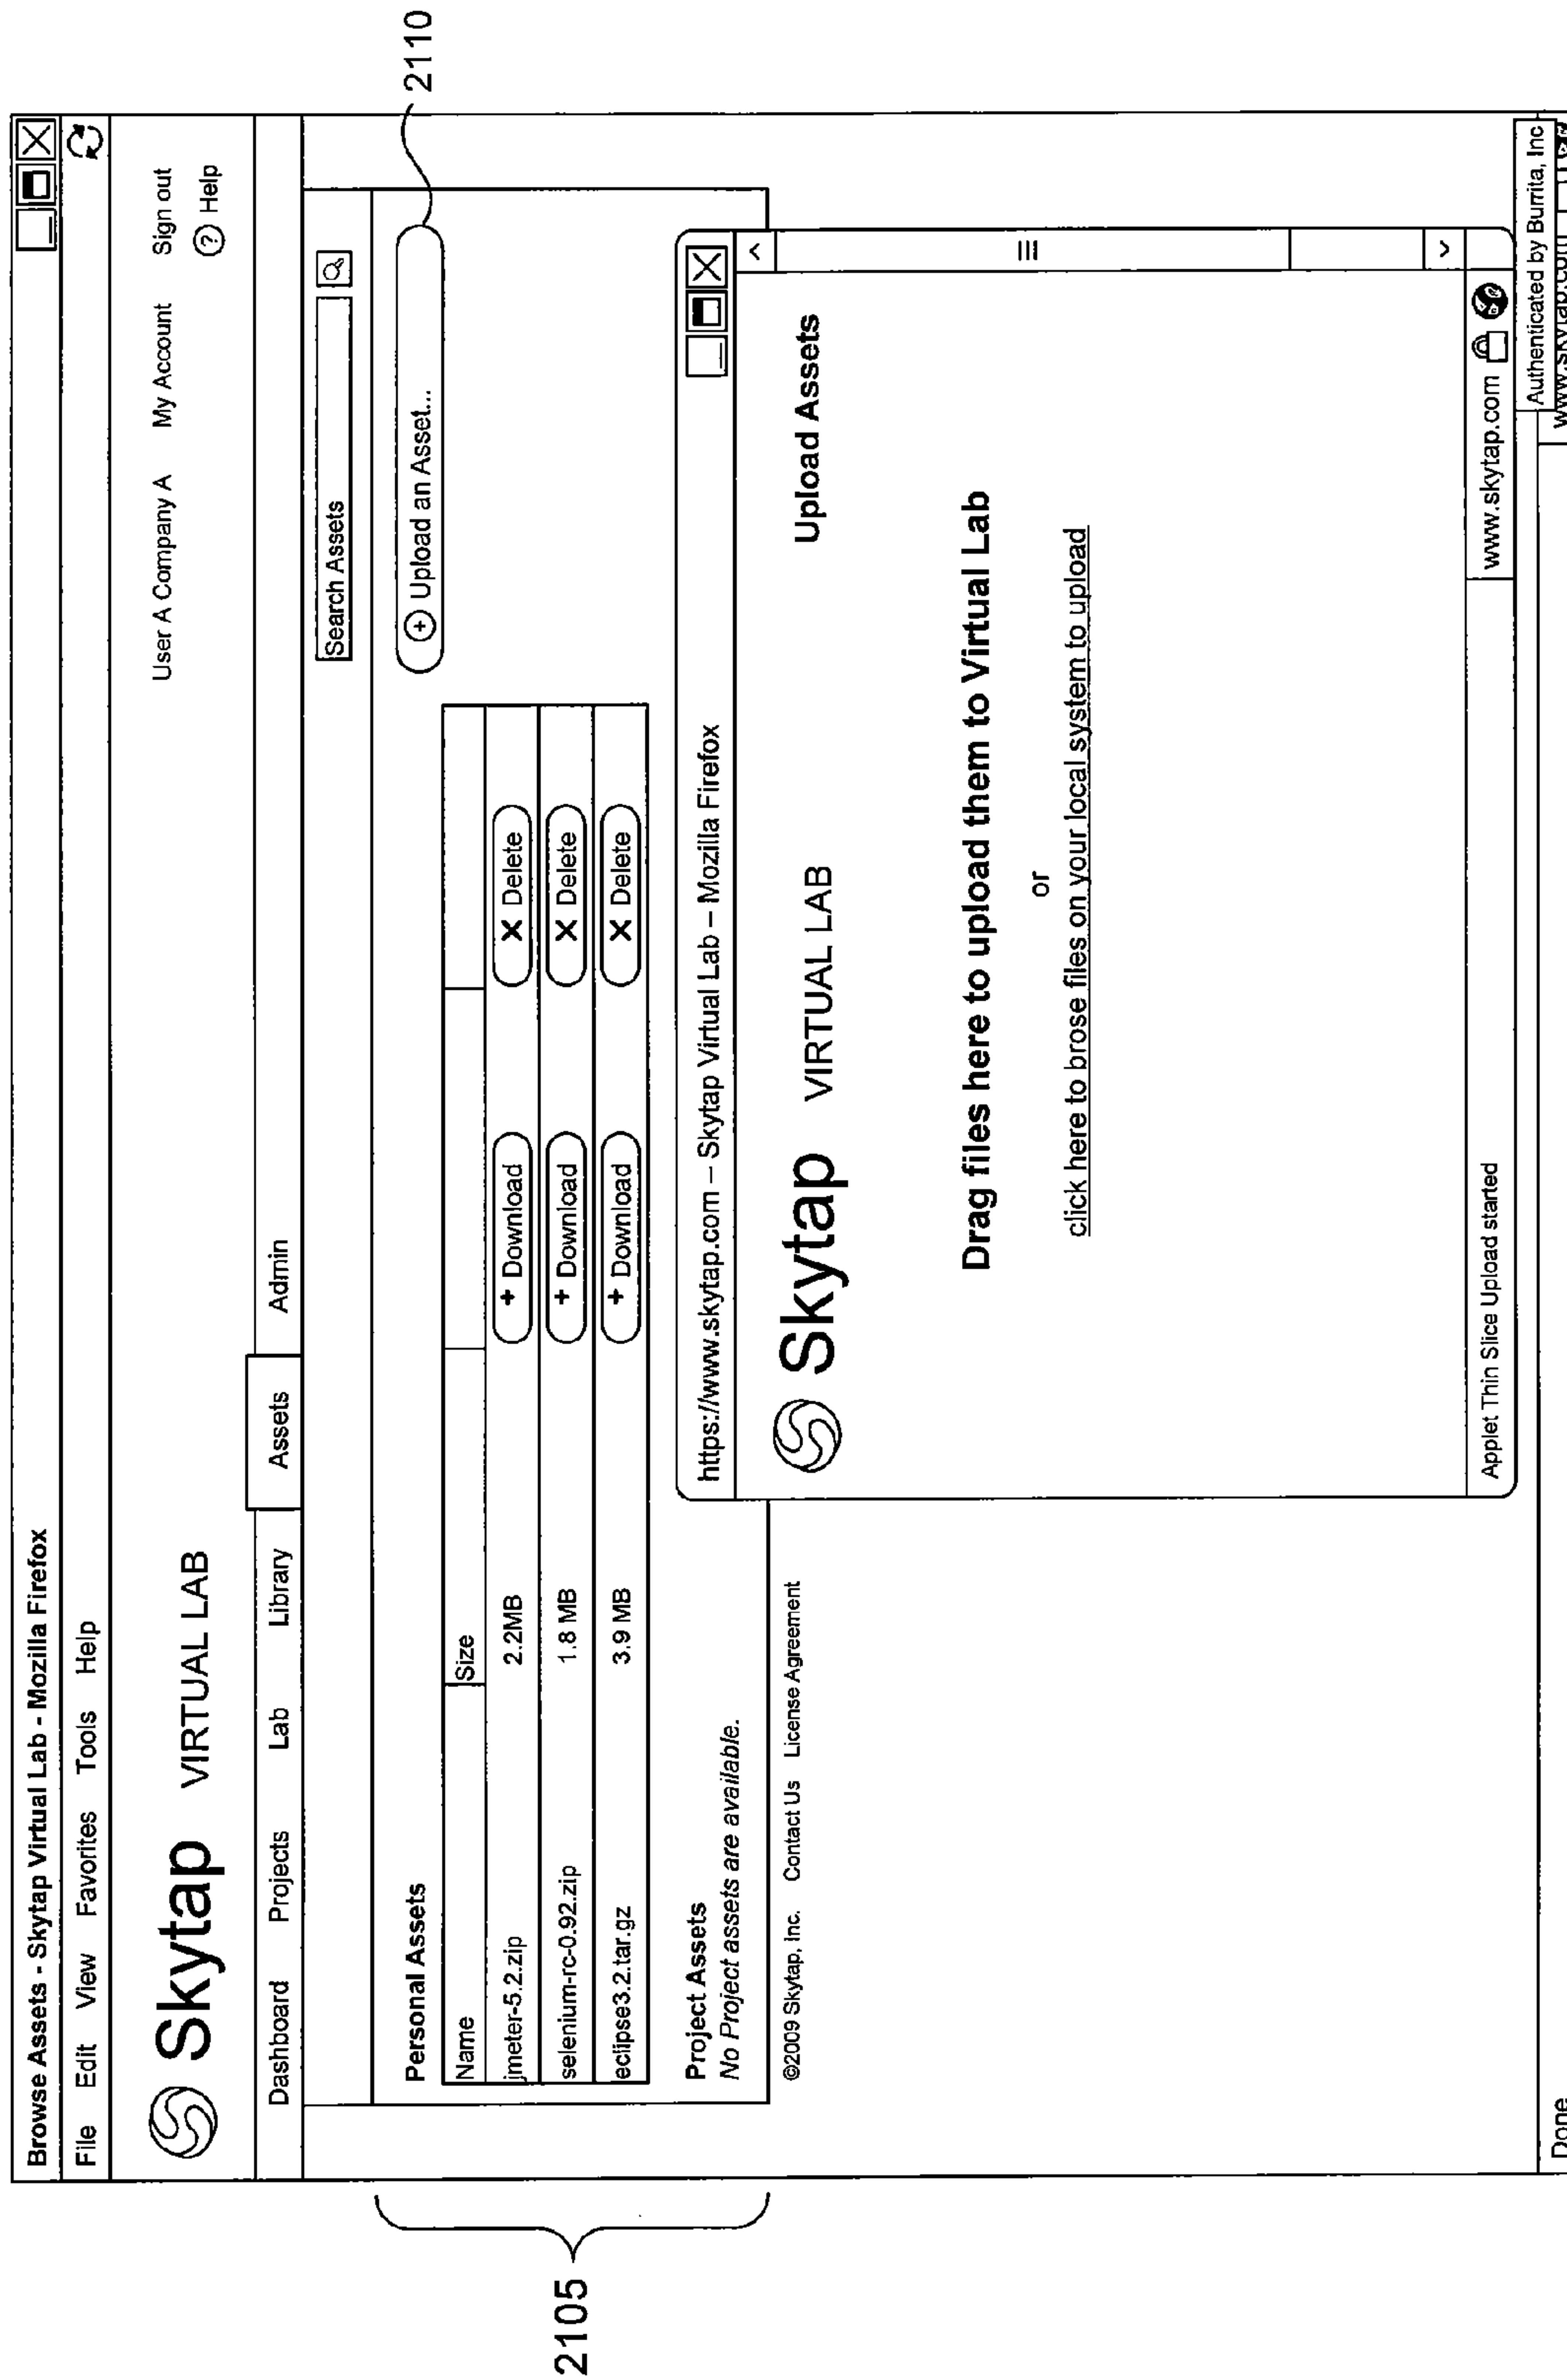 Browse Assets - Skytap Virtual Lab - Mozilla Firefox
File Edit View Favorites Tools Help
Skytap VIRTUAL LAB
User A Company A My Account Sign out
? Help
Dashboard Projects Lab Library Assets Admin
Search Assets
Personal Assets
+ Upload an Asset...
2110
Name Size
jmeter-5.2.zip 2.2MB + Download X Delete
selenium-rc-0.92.zip 1.8 MB + Download X Delete
eclipse3.2.tar.gz 3.9 MB + Download X Delete
2105
Project Assets
No Project assets are available.
©2009 Skytap, Inc. Contact Us License Agreement
https://www.skytap.com – Skytap Virtual Lab – Mozilla Firefox
Skytap VIRTUAL LAB
Upload Assets
Drag files here to upload them to Virtual Lab
or
click here to brose files on your local system to upload
Applet Thin Slice Upload started
www.skytap.com
Authenticated by Burrita, Inc
Done
www.skytap.com